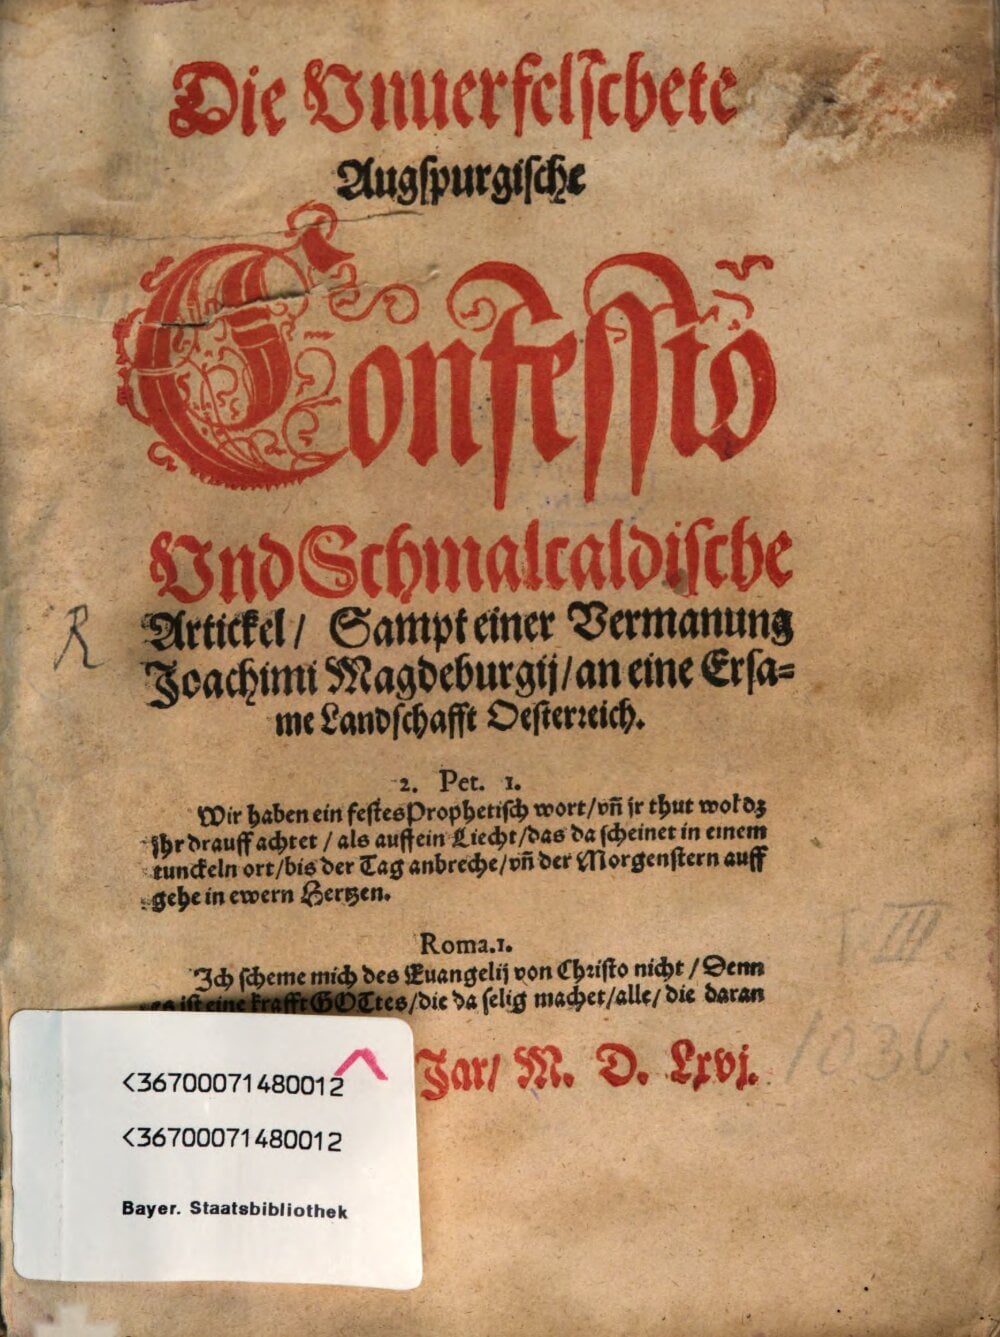 Die Vnuerfelschete
Augspurgische
Confessiō
Vnd Schmalcaldische
Artickel/ Sampt einer Vermanung
Joachimi Magdeburgij/ an eine Ersa=
me Landschafft Oesterreich.
2. Pet. 1.
Wir haben ein festes Prophetisch wort/ vñ jr thut wol dz
jhr drauff achtet / als auff ein Liecht/ das da scheinet in einem
tunckeln ort/ bis der Tag anbreche/ vñ der Morgenstern auff
gehe in ewern Hertzen.
Roma.1.
Jch scheme mich des Euangelij von Christo nicht / Denn
es ist eine krafft GOTtes/ die da selig machet/ alle/ die daran
Jar/ M. D. Lxvj.
R
III
1036.
<36700071480012
<36700071480012
Bayer. Staatsbibliothek